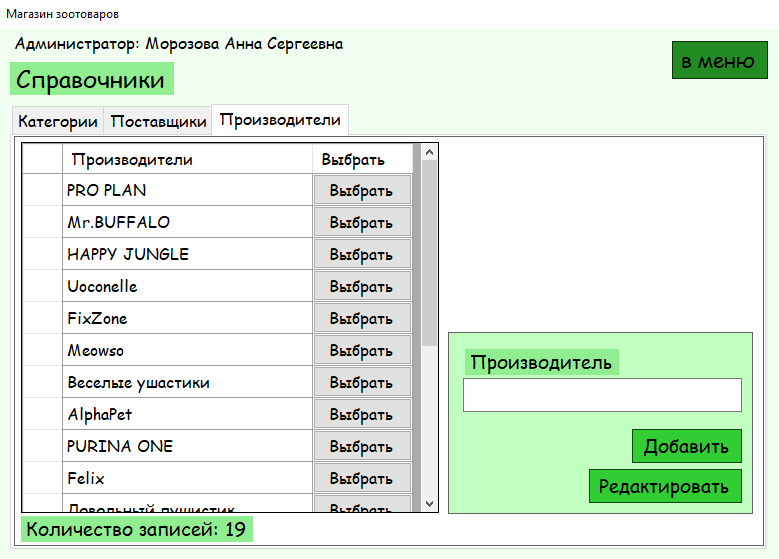 Магазин зоотоваров
Администратор: Морозова Анна Сергеевна
в меню
Справочники
Категории Поставщики Производители
Производители Выбрать
PRO PLAN Выбрать
Mr.BUFFALO Выбрать
HAPPY JUNGLE Выбрать
Uoconelle Выбрать
FixZone Выбрать
Meowso Выбрать
Веселые ушастики Выбрать
AlphaPet Выбрать
PURINA ONE Выбрать
Felix Выбрать
Довольный пушистик Выбрать
Производитель
Добавить
Редактировать
Количество записей: 19